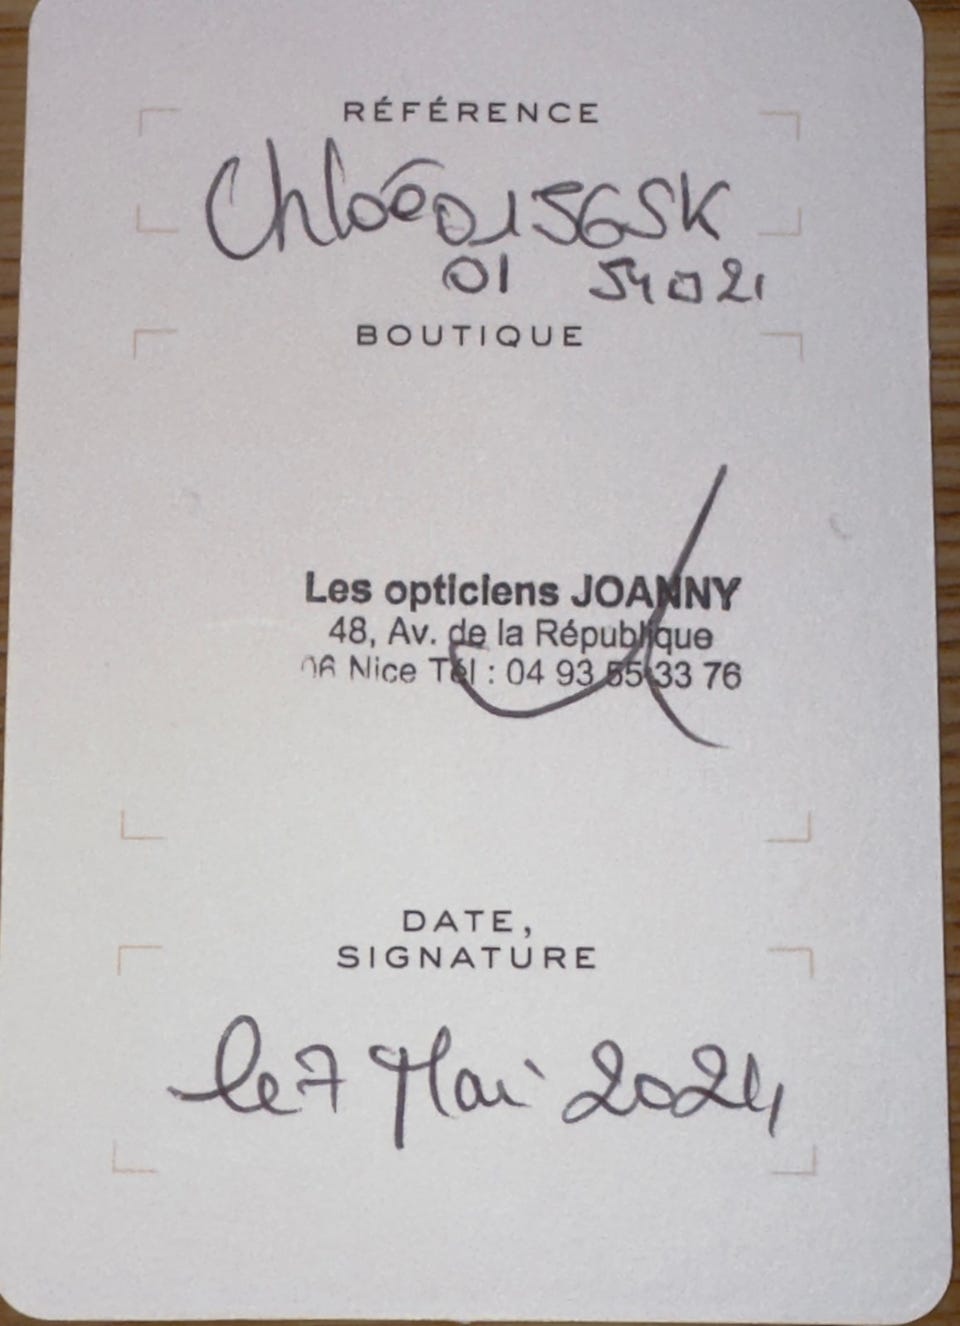 RÉFÉRENCE
Chloé 0156SK
01 54□21
BOUTIQUE
Les opticiens JOANNY
48, Av. de la République
06 Nice Tél : 04 93 55 33 76
DATE,
SIGNATURE
le 7 Mai 2024